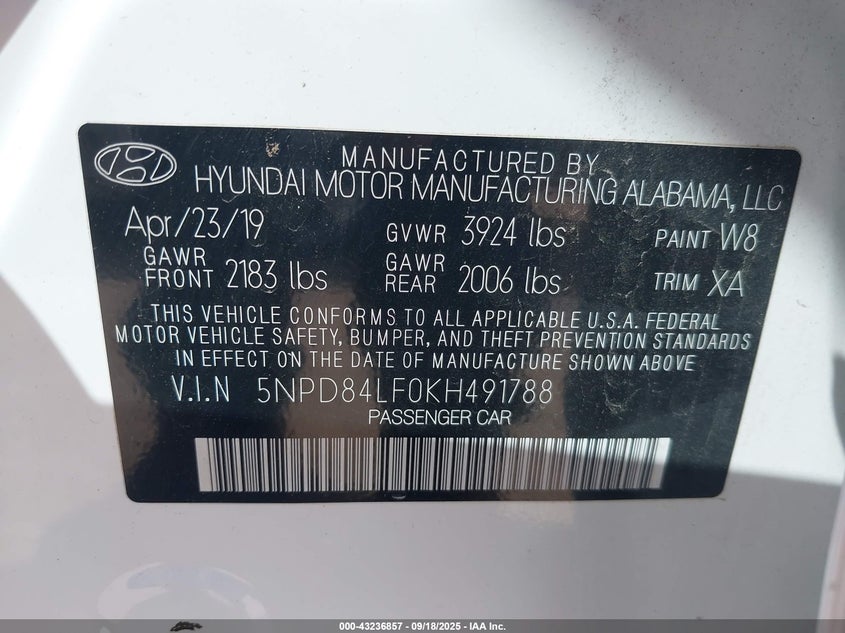 MANUFACTURED BY
HYUNDAI MOTOR MANUFACTURING ALABAMA, LLC
Apr/23/19 GVWR 3924 lbs PAINT W8
GAWR FRONT 2183 lbs GAWR REAR 2006 lbs TRIM XA
THIS VEHICLE CONFORMS TO ALL APPLICABLE U.S.A. FEDERAL
MOTOR VEHICLE SAFETY, BUMPER, AND THEFT PREVENTION STANDARDS
IN EFFECT ON THE DATE OF MANUFACTURE SHOWN ABOVE
V.I.N 5NPD84LF0KH491788
PASSENGER CAR
000-43236857 - 09/18/2025 - IAA Inc.